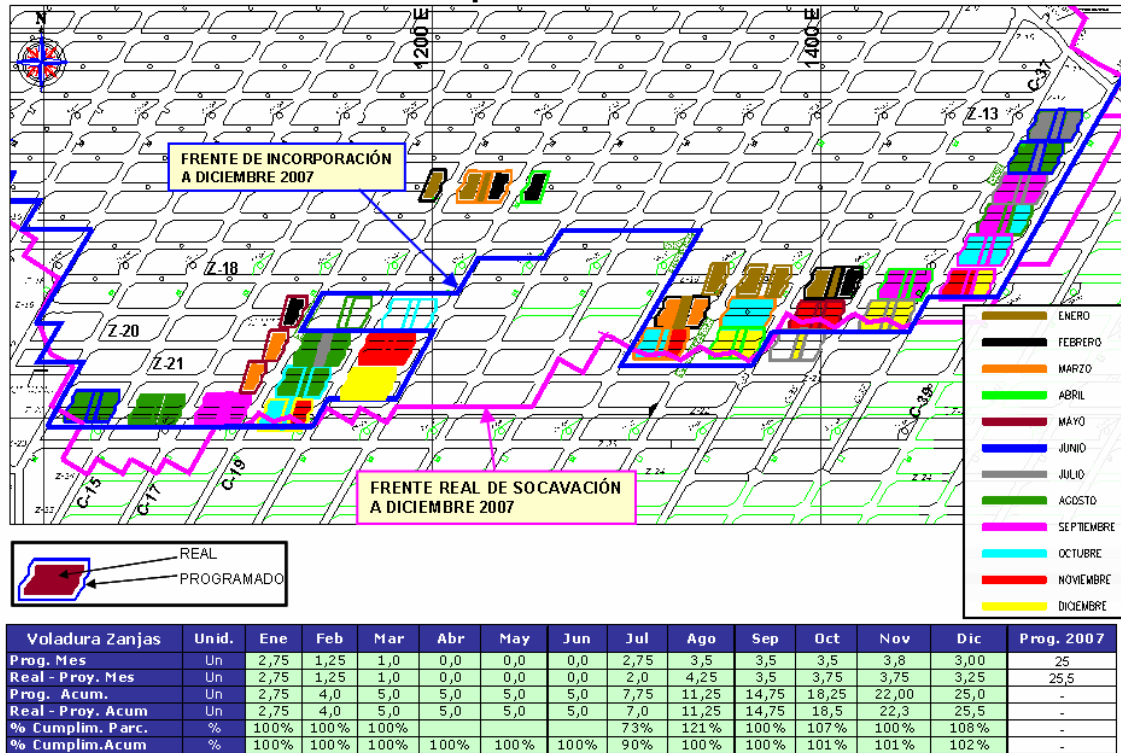 N
1200 E
1400 E
C-37
Z-13
FRENTE DE INCORPORACIÓN
A DICIEMBRE 2007
Z-18
Z-20
Z-21
C-39
Z-22
Z-24
Z-24
C-15
C-17
C-19
FRENTE REAL DE SOCAVACIÓN
A DICIEMBRE 2007
ENERO
FEBRERO
MARZO
ABRIL
MAYO
JUNIO
JULIO
AGOSTO
SEPTIEMBRE
OCTUBRE
NOVIEMBRE
DICIEMBRE
REAL
PROGRAMADO
Voladura Zanjas Unid. Ene Feb Mar Abr May Jun Jul Ago Sep Oct Nov Dic Prog. 2007
Prog. Mes Un 2,75 1,25 1,0 0,0 0,0 0,0 2,75 3,5 3,5 3,5 3,8 3,00 25
Real - Proy. Mes Un 2,75 1,25 1,0 0,0 0,0 0,0 2,0 4,25 3,5 3,75 3,75 3,25 25,5
Prog. Acum. Un 2,75 4,0 5,0 5,0 5,0 5,0 7,75 11,25 14,75 18,25 22,00 25,0 -
Real - Proy. Acum Un 2,75 4,0 5,0 5,0 5,0 5,0 7,0 11,25 14,75 18,5 22,3 25,5 -
% Cumplim. Parc. % 100% 100% 100% 73% 121% 100% 107% 100% 108% -
% Cumplim.Acum % 100% 100% 100% 100% 100% 100% 90% 100% 100% 101% 101% 102% -